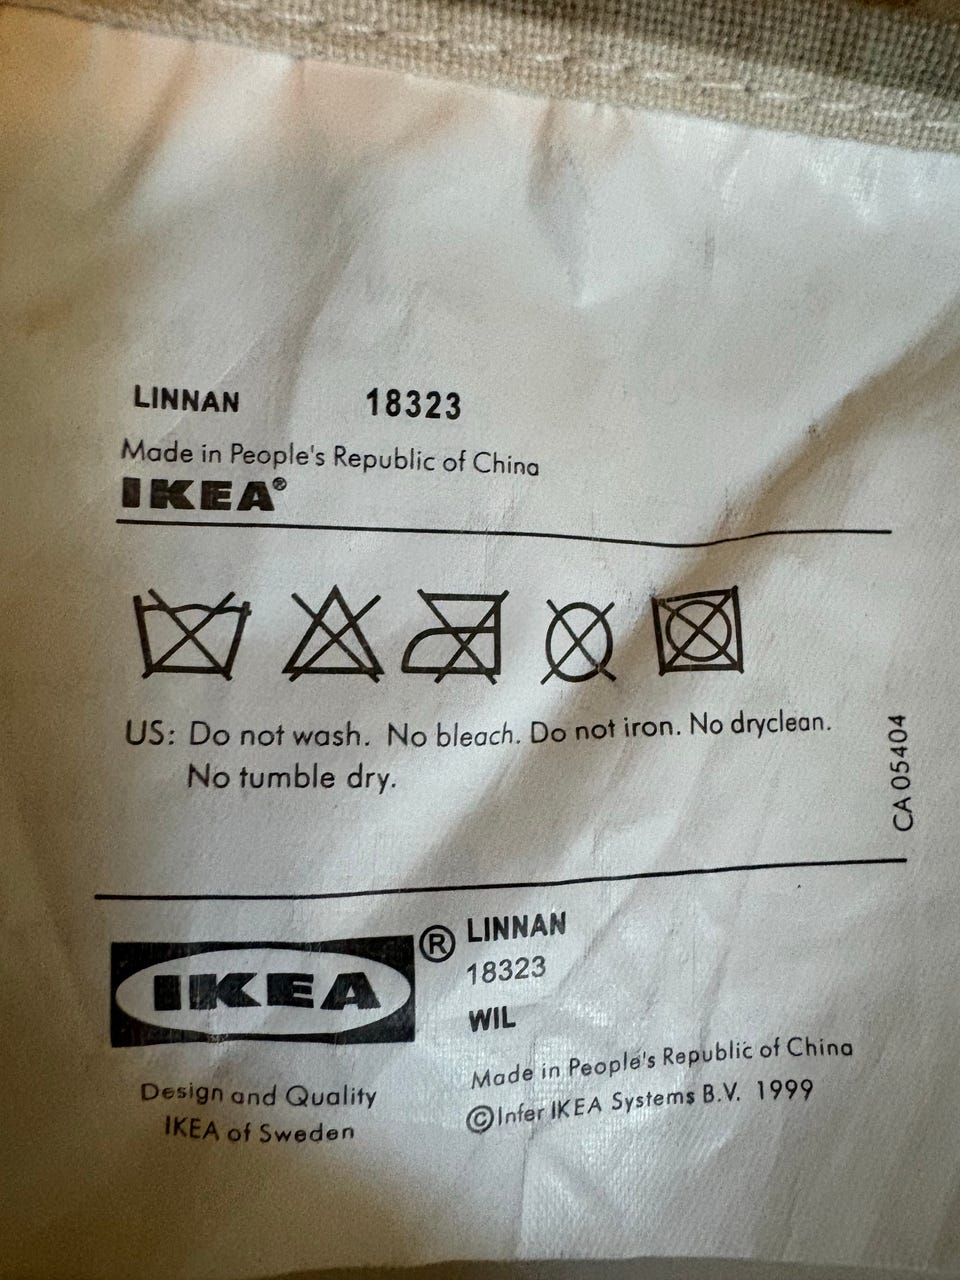 LINNAN 18323
Made in People's Republic of China
IKEA®
US: Do not wash. No bleach. Do not iron. No dryclean.
No tumble dry.
CA 05404
IKEA ®
Design and Quality
IKEA of Sweden
LINNAN
18323
WIL
Made in People's Republic of China
©Infer IKEA Systems B.V. 1999